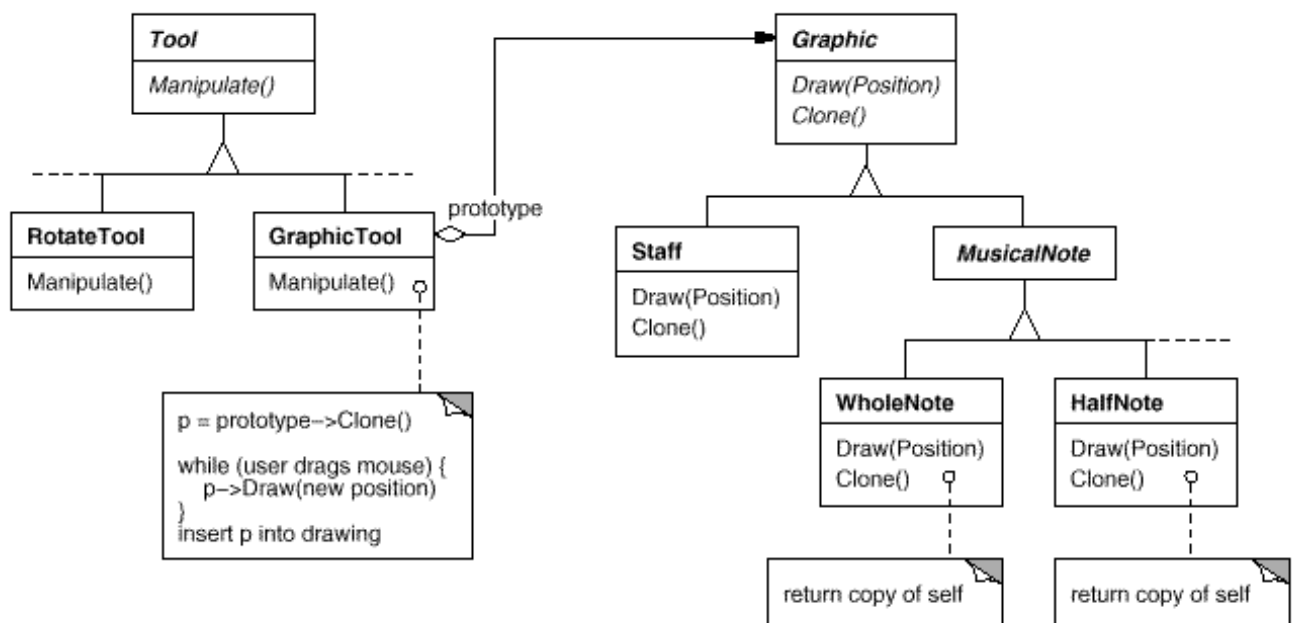 Tool
Manipulate()
Graphic
Draw(Position)
Clone()
prototype
RotateTool
Manipulate()
GraphicTool
Manipulate()
Staff
Draw(Position)
Clone()
MusicalNote
p = prototype->Clone()
while (user drags mouse) {
p->Draw(new position)
}
insert p into drawing
WholeNote
Draw(Position)
Clone()
HalfNote
Draw(Position)
Clone()
return copy of self
return copy of self